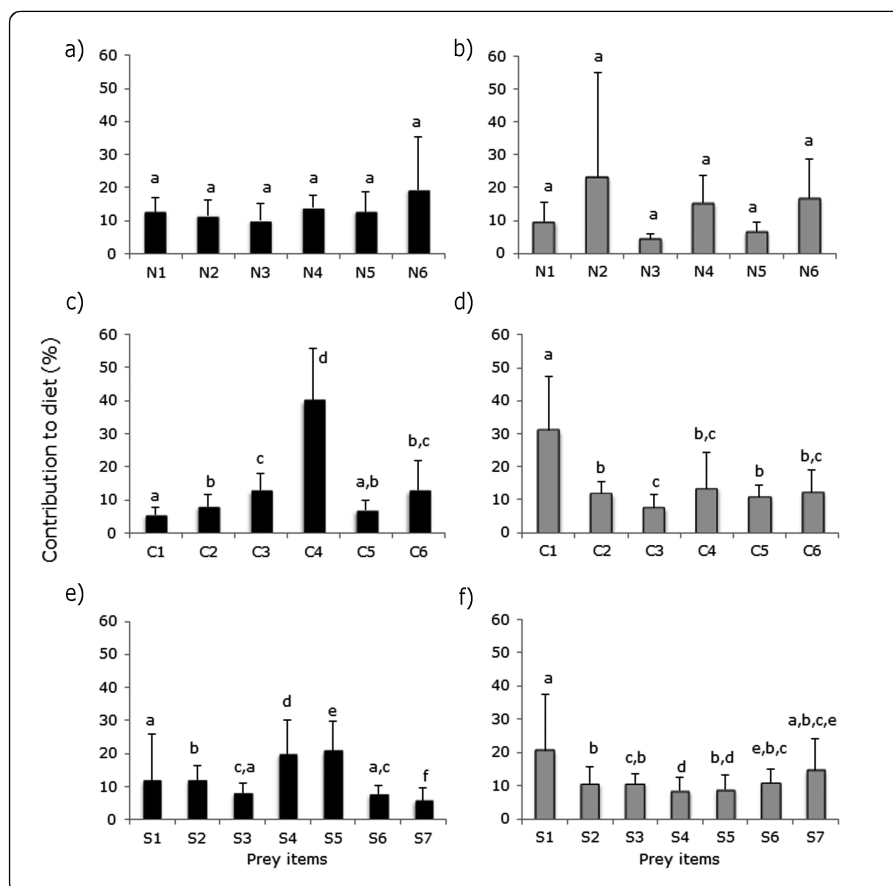 a)
60
50
40
30
20
10
0
a a a a a a
N1 N2 N3 N4 N5 N6
b)
60
50
40
30
20
10
0
a a a a a a
N1 N2 N3 N4 N5 N6
Contribution to diet (%)
c)
60
50
40
30
20
10
0
a b c d a,b b,c
C1 C2 C3 C4 C5 C6
d)
60
50
40
30
20
10
0
a b c b,c b b,c
C1 C2 C3 C4 C5 C6
e)
60
50
40
30
20
10
0
a b c,a d e a,c f
S1 S2 S3 S4 S5 S6 S7
Prey items
f)
60
50
40
30
20
10
0
a b c,b d b,d e,b,c a,b,c,e
S1 S2 S3 S4 S5 S6 S7
Prey items